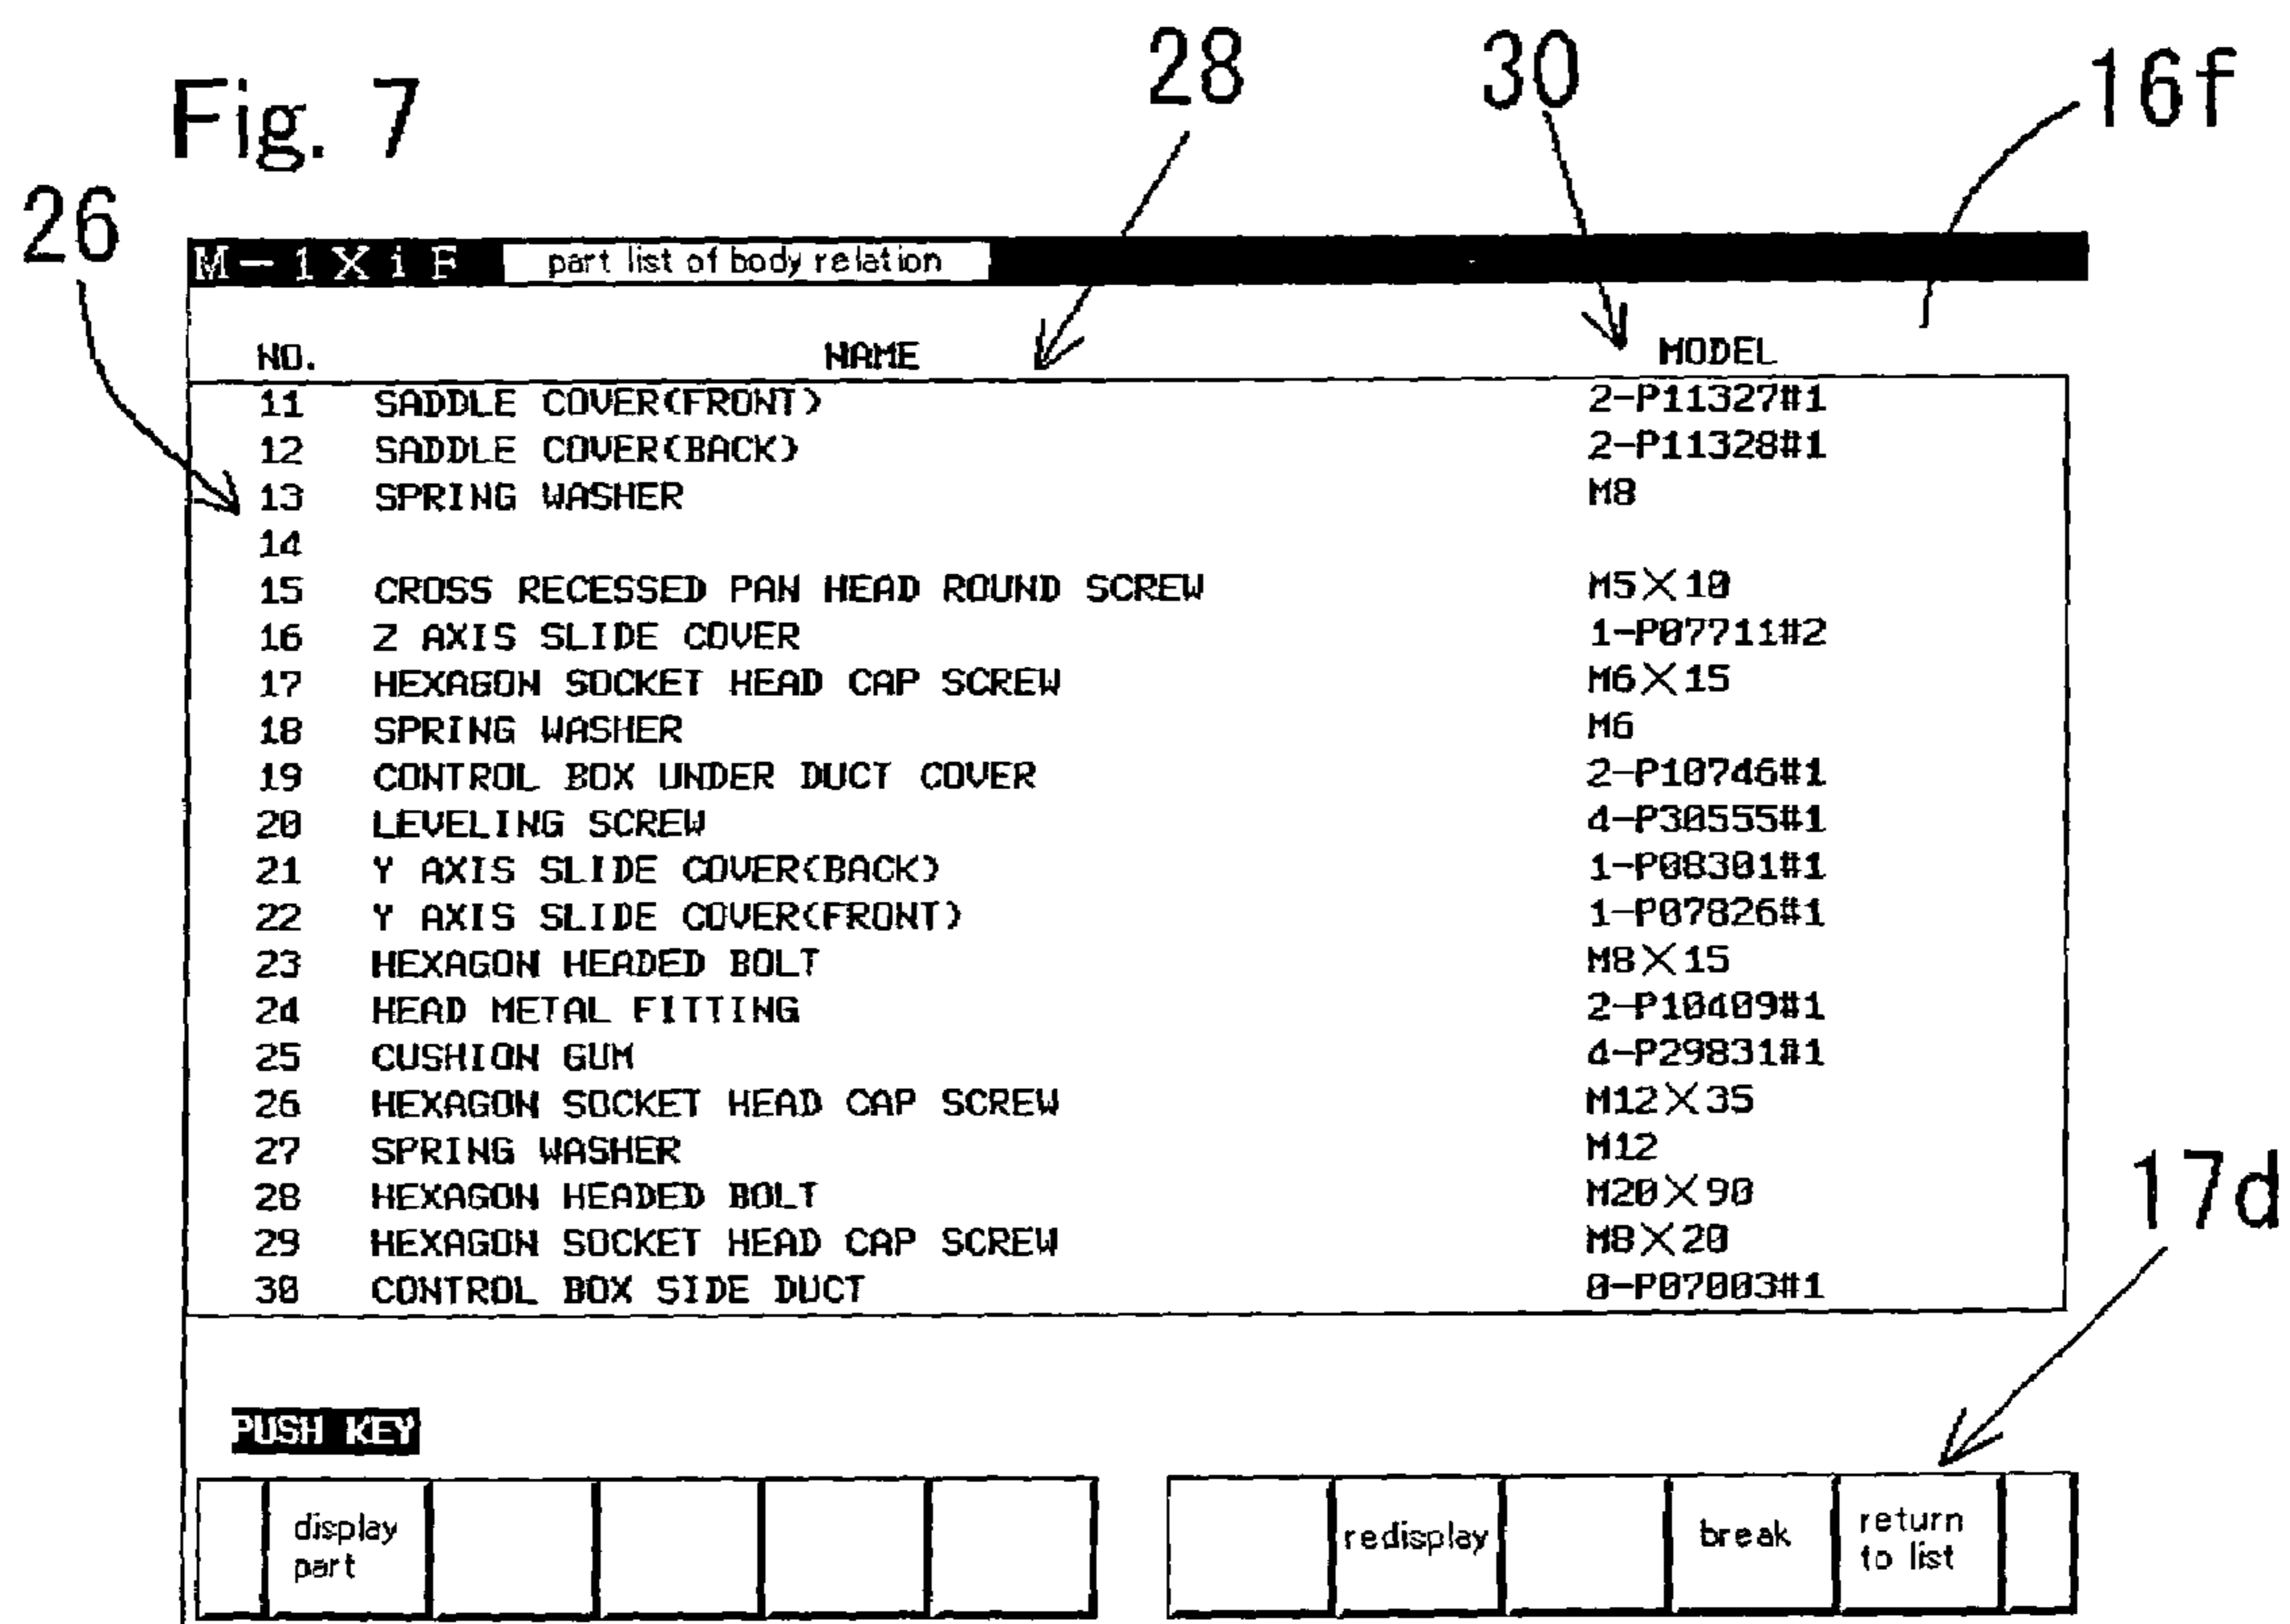 Fig. 7
28
30
16f
26
M-1XiF part list of body relation
NO. NAME MODEL
11 SADDLE COVER(FRONT) 2-P11327#1
12 SADDLE COVER(BACK) 2-P11328#1
13 SPRING WASHER M8
14
15 CROSS RECESSED PAN HEAD ROUND SCREW M5×10
16 Z AXIS SLIDE COVER 1-P07711#2
17 HEXAGON SOCKET HEAD CAP SCREW M6×15
18 SPRING WASHER M6
19 CONTROL BOX UNDER DUCT COVER 2-P10746#1
20 LEVELING SCREW 4-P30555#1
21 Y AXIS SLIDE COVER(BACK) 1-P08301#1
22 Y AXIS SLIDE COVER(FRONT) 1-P07826#1
23 HEXAGON HEADED BOLT M8×15
24 HEAD METAL FITTING 2-P10409#1
25 CUSHION GUM 4-P29831#1
26 HEXAGON SOCKET HEAD CAP SCREW M12×35
27 SPRING WASHER M12
28 HEXAGON HEADED BOLT M20×90
29 HEXAGON SOCKET HEAD CAP SCREW M8×20
30 CONTROL BOX SIDE DUCT 0-P07003#1
17d
PUSH KEY
display part
redisplay
break
return to list